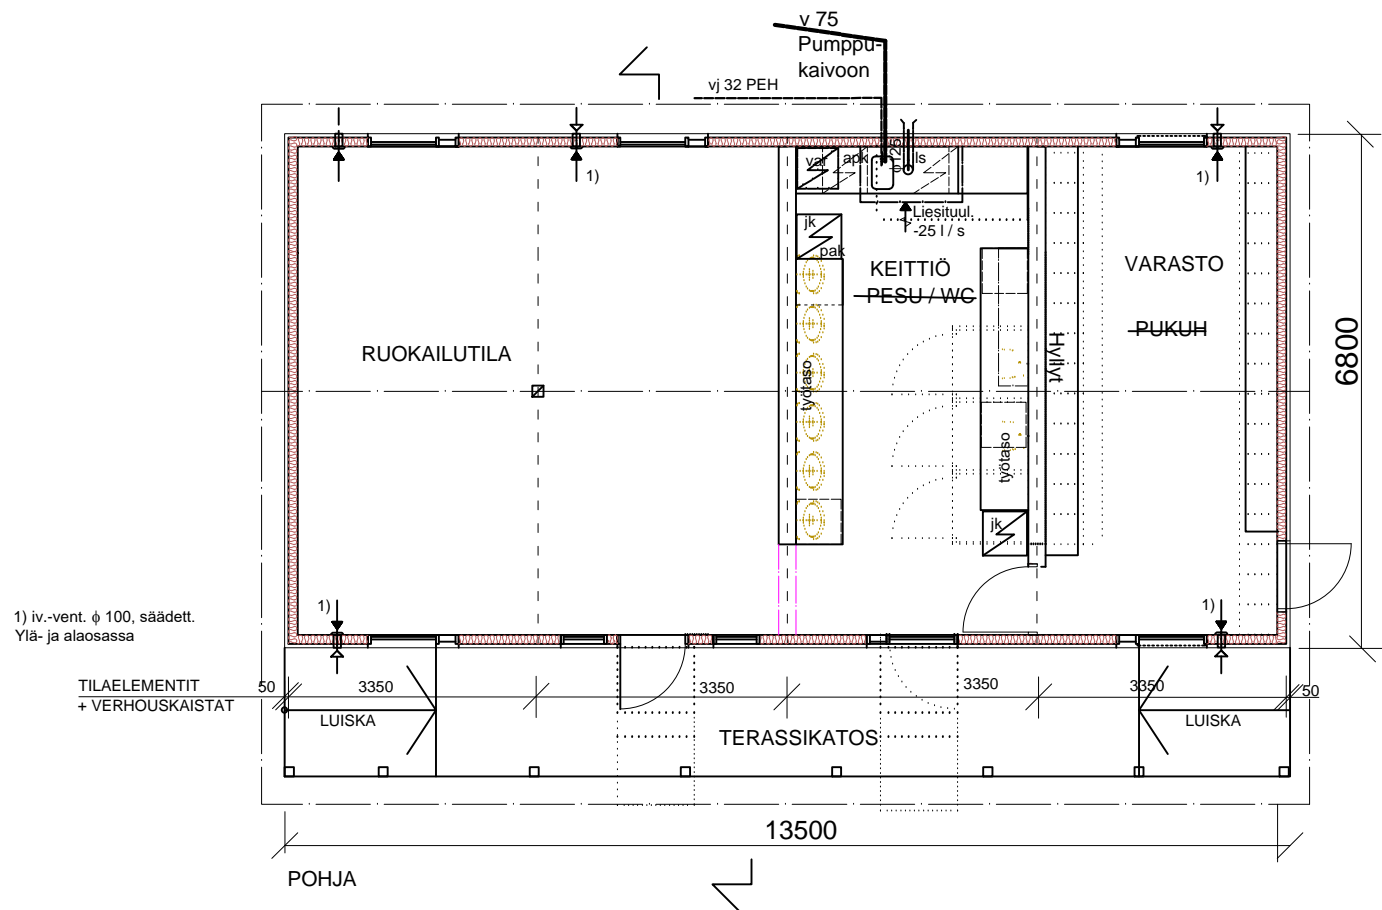 v 75
Pumppu-
kaivoon
vj 32 PEH
1)
1)
var
apk
ϕ125
ls
Liesituul.
-25 l / s
jk
pak
KEITTIÖ
PESU / WC
VARASTO
PUKUH
RUOKAILUTILA
työtaso
Hyllyt
työtaso
jk
6800
1) iv.-vent. ϕ 100, säädett.
Ylä- ja alaosassa
1)
1)
TILAELEMENTIT
+ VERHOUSKAISTAT
50
3350
3350
3350
3350
50
LUISKA
LUISKA
TERASSIKATOS
13500
POHJA